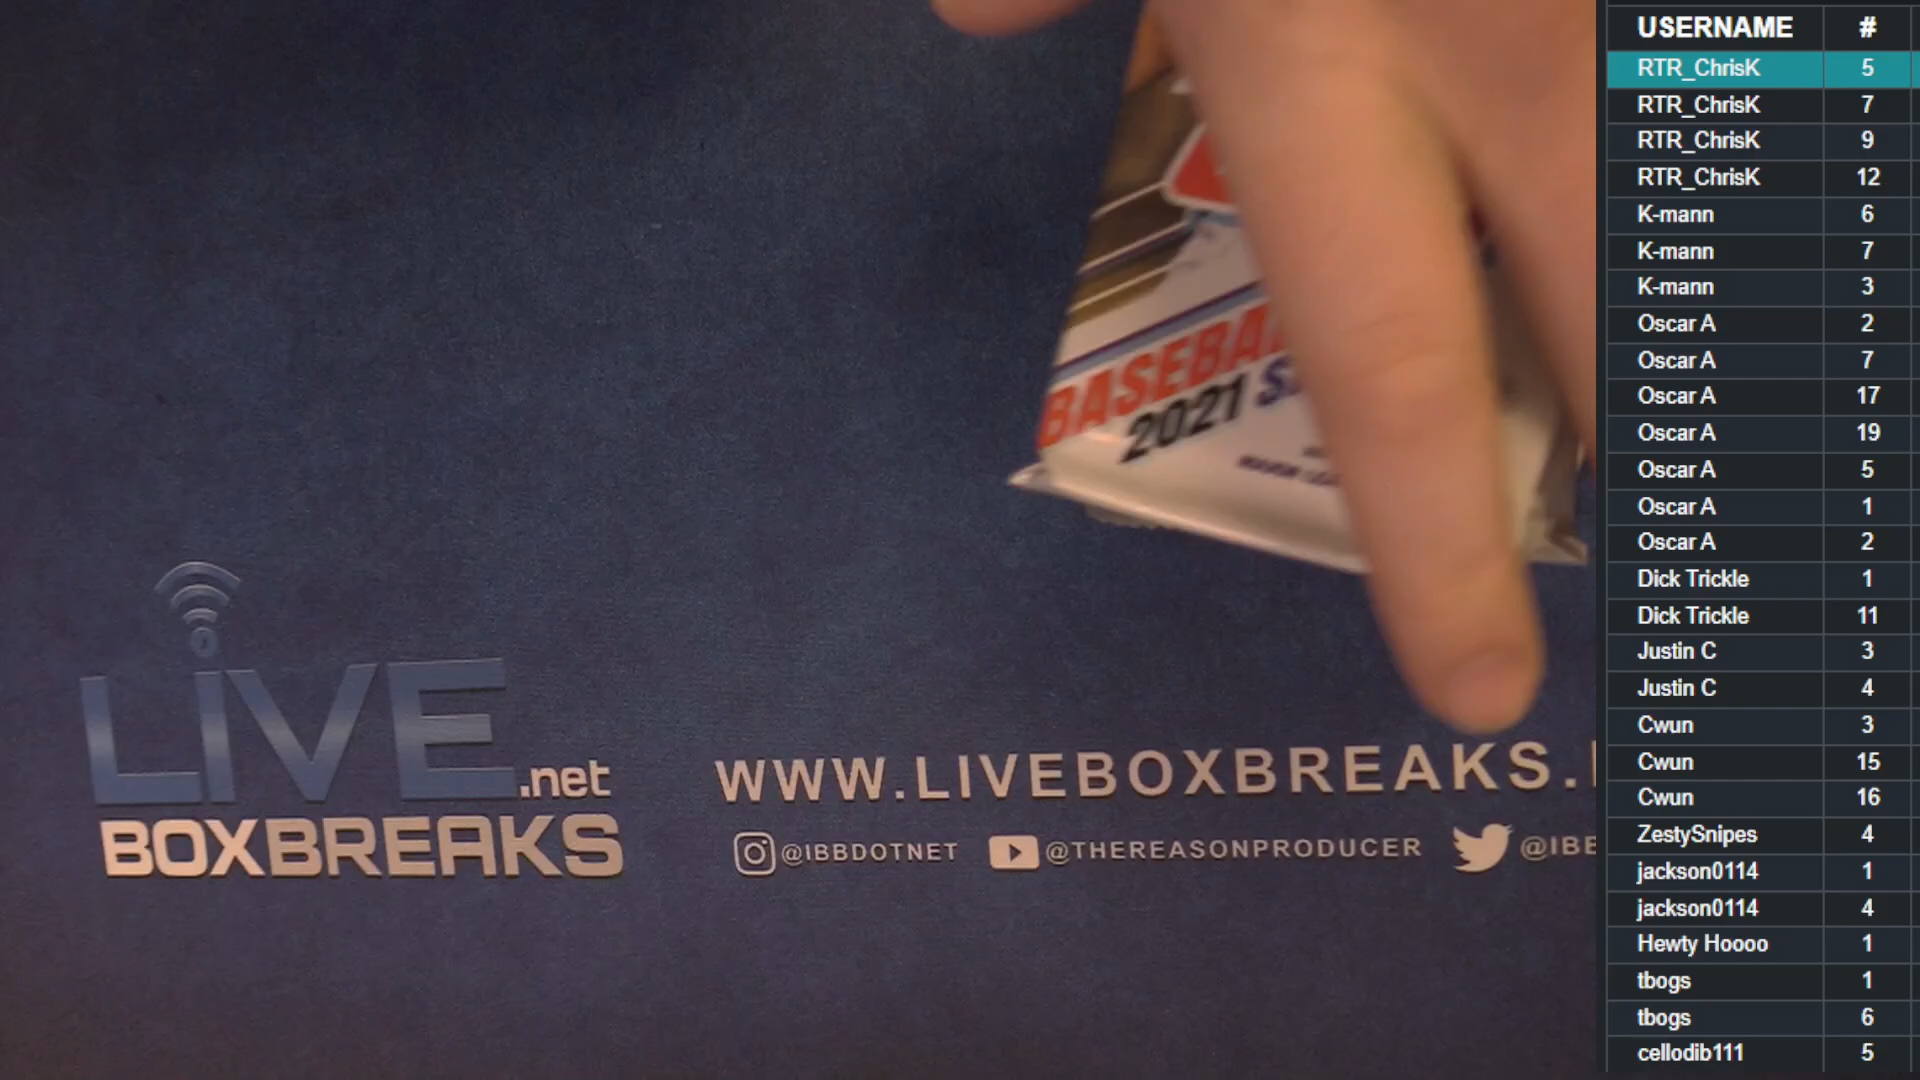 BASEBA
2021
LIVE.net
BOXBREAKS
WWW.LIVEBOXBREAKS.
@IBBDOTNET @THEREASONPRODUCER @IBB
USERNAME #
RTR_ChrisK 5
RTR_ChrisK 7
RTR_ChrisK 9
RTR_ChrisK 12
K-mann 6
K-mann 7
K-mann 3
Oscar A 2
Oscar A 7
Oscar A 17
Oscar A 19
Oscar A 5
Oscar A 1
Oscar A 2
Dick Trickle 1
Dick Trickle 11
Justin C 3
Justin C 4
Cwun 3
Cwun 15
Cwun 16
ZestySnipes 4
jackson0114 1
jackson0114 4
Hewty Hoooo 1
tbogs 1
tbogs 6
cellodib111 5